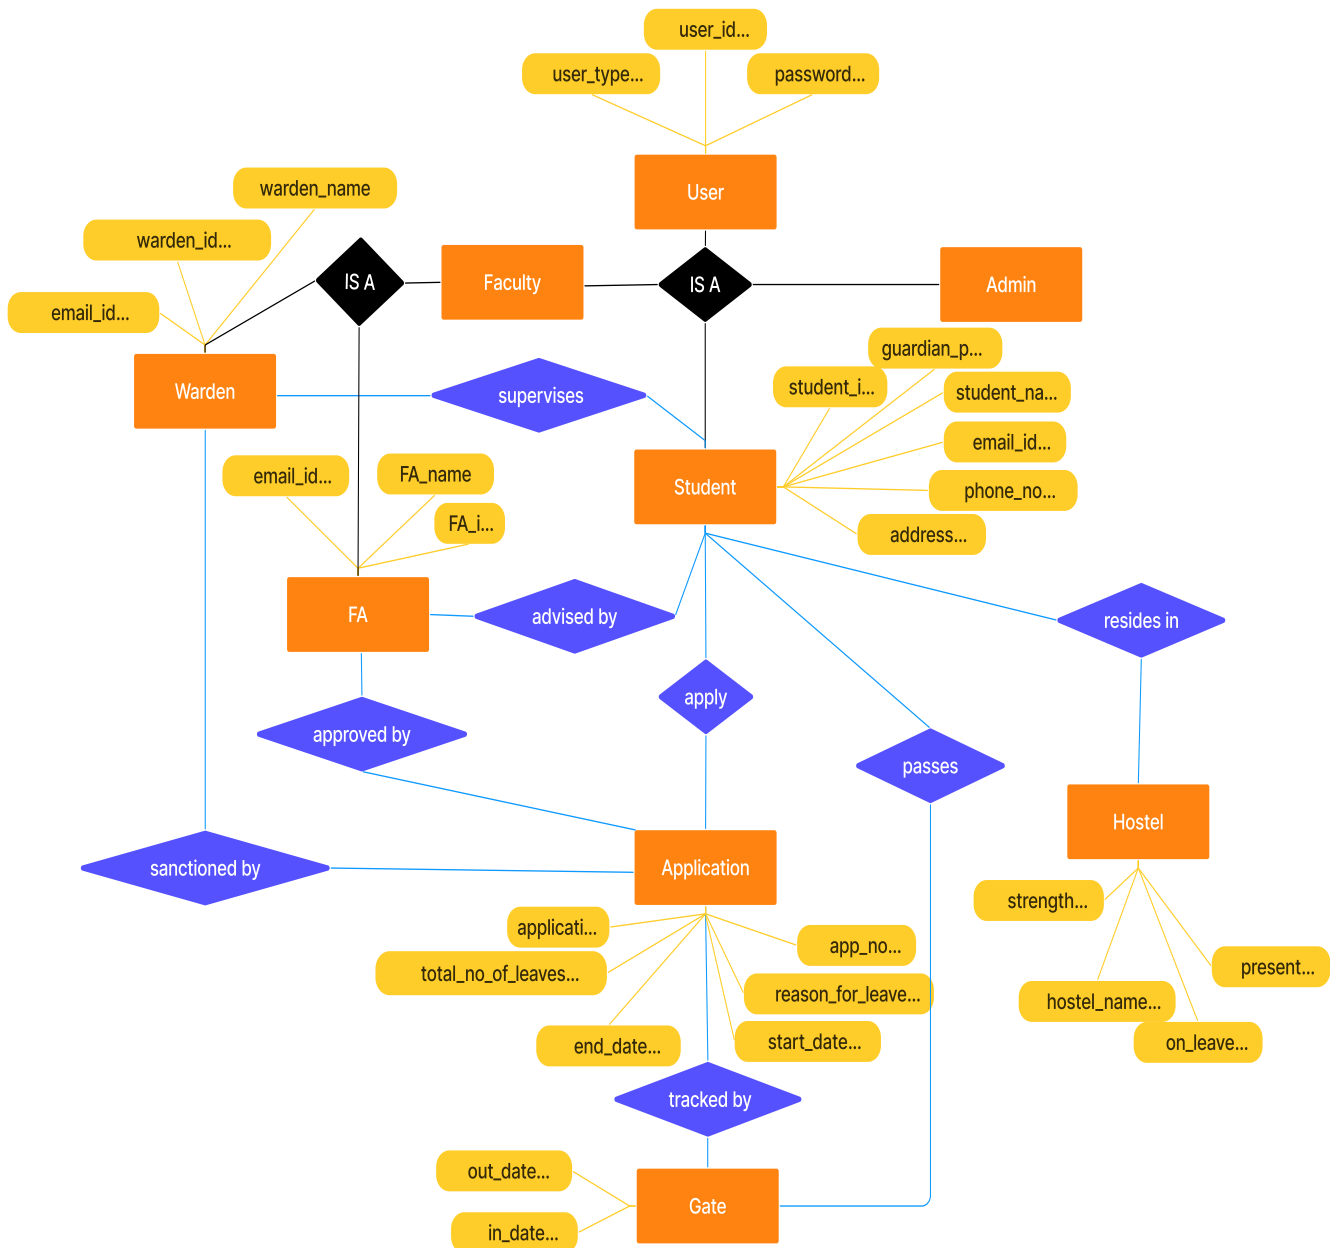 user_id...
user_type...
password...
User
warden_name
warden_id...
email_id...
IS A
Faculty
IS A
Admin
guardian_p...
student_i...
student_na...
email_id...
phone_no...
address...
Warden
supervises
Student
email_id...
FA_name
FA_i...
FA
advised by
resides in
apply
approved by
passes
Hostel
sanctioned by
Application
strength...
hostel_name...
on_leave...
present...
applicati...
total_no_of_leaves...
end_date...
app_no...
reason_for_leave...
start_date...
tracked by
out_date...
in_date...
Gate